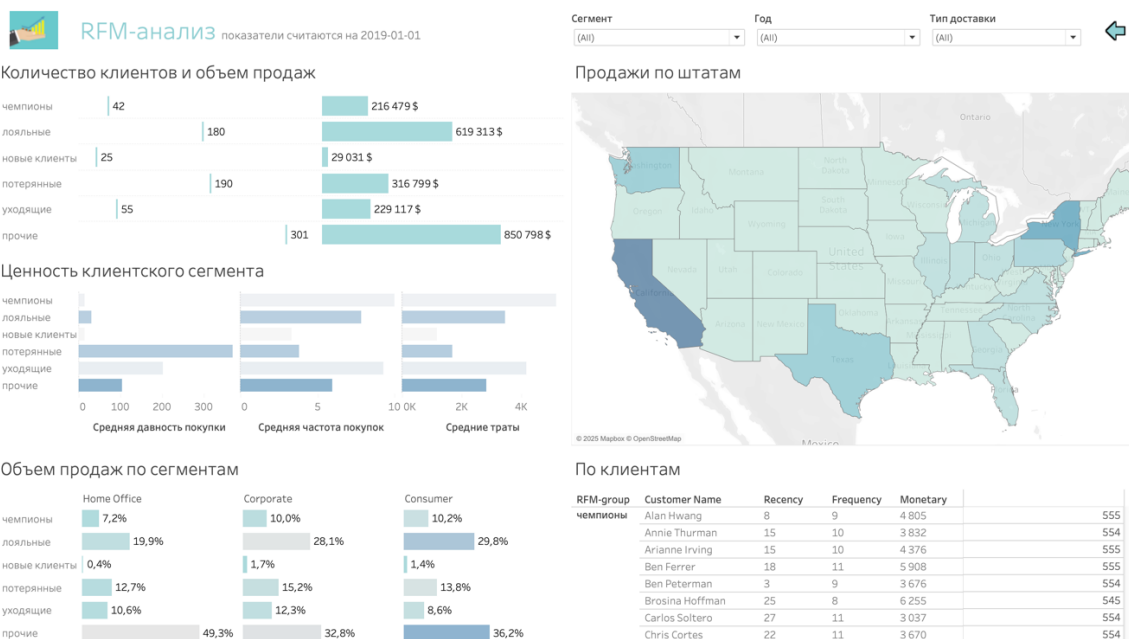 RFM-анализ показатели считаются на 2019-01-01
Сегмент Год Тип доставки
(All) (All) (All)
Количество клиентов и объем продаж
чемпионы 42 216 479 $
лояльные 180 619 313 $
новые клиенты 25 29 031 $
потерянные 190 316 799 $
уходящие 55 229 117 $
прочие 301 850 798 $
Ценность клиентского сегмента
чемпионы
лояльные
новые клиенты
потерянные
уходящие
прочие
0 100 200 300 0 5 10 0K 2K 4K
Средняя давность покупки Средняя частота покупок Средние траты
Объем продаж по сегментам
Home Office Corporate Consumer
чемпионы 7,2% 10,0% 10,2%
лояльные 19,9% 28,1% 29,8%
новые клиенты 0,4% 1,7% 1,4%
потерянные 12,7% 15,2% 13,8%
уходящие 10,6% 12,3% 8,6%
прочие 49,3% 32,8% 36,2%
Продажи по штатам
Ontario
Washington
Montana
North
Dakota
Minnesota
Oregon
Idaho
South
Dakota
Wisconsin
Michigan
New York
Wyoming
Iowa
United
States
Nevada
Utah
Colorado
Illinois
Ohio
California
Missouri
Kentucky
Arizona
New Mexico
Oklahoma
Tennessee
North
Carolina
Texas
Georgia
Florida
Mexico
© 2025 Mapbox © OpenStreetMap
По клиентам
RFM-group Customer Name Recency Frequency Monetary
чемпионы Alan Hwang 8 9 4 805 555
Annie Thurman 15 10 3 832 554
Arianne Irving 15 10 4 376 555
Ben Ferrer 18 11 5 908 555
Ben Peterman 3 9 3 676 554
Brosina Hoffman 25 8 6 255 545
Carlos Soltero 27 11 3 037 554
Chris Cortes 22 11 3 670 554